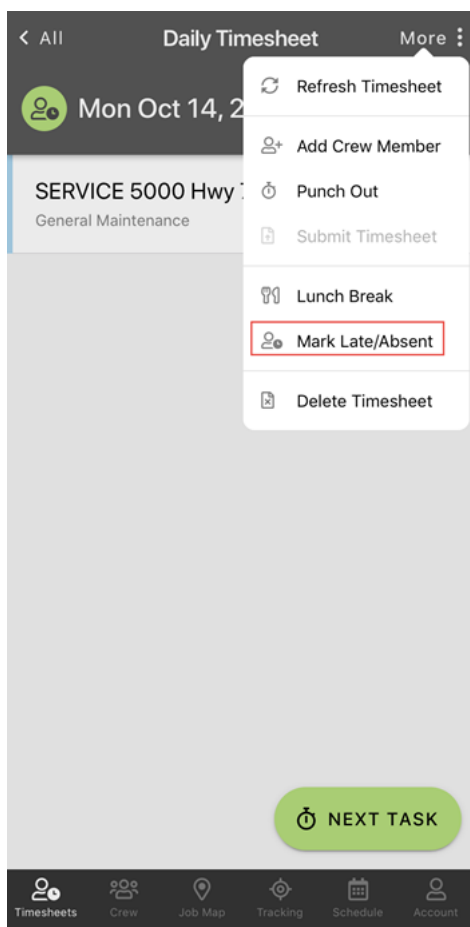 All Daily Timesheet More
Mon Oct 14, 2
Refresh Timesheet
Add Crew Member
SERVICE 5000 Hwy
General Maintenance
Punch Out
Submit Timesheet
Lunch Break
Mark Late/Absent
Delete Timesheet
NEXT TASK
Timesheets Crew Job Map Tracking Schedule Account